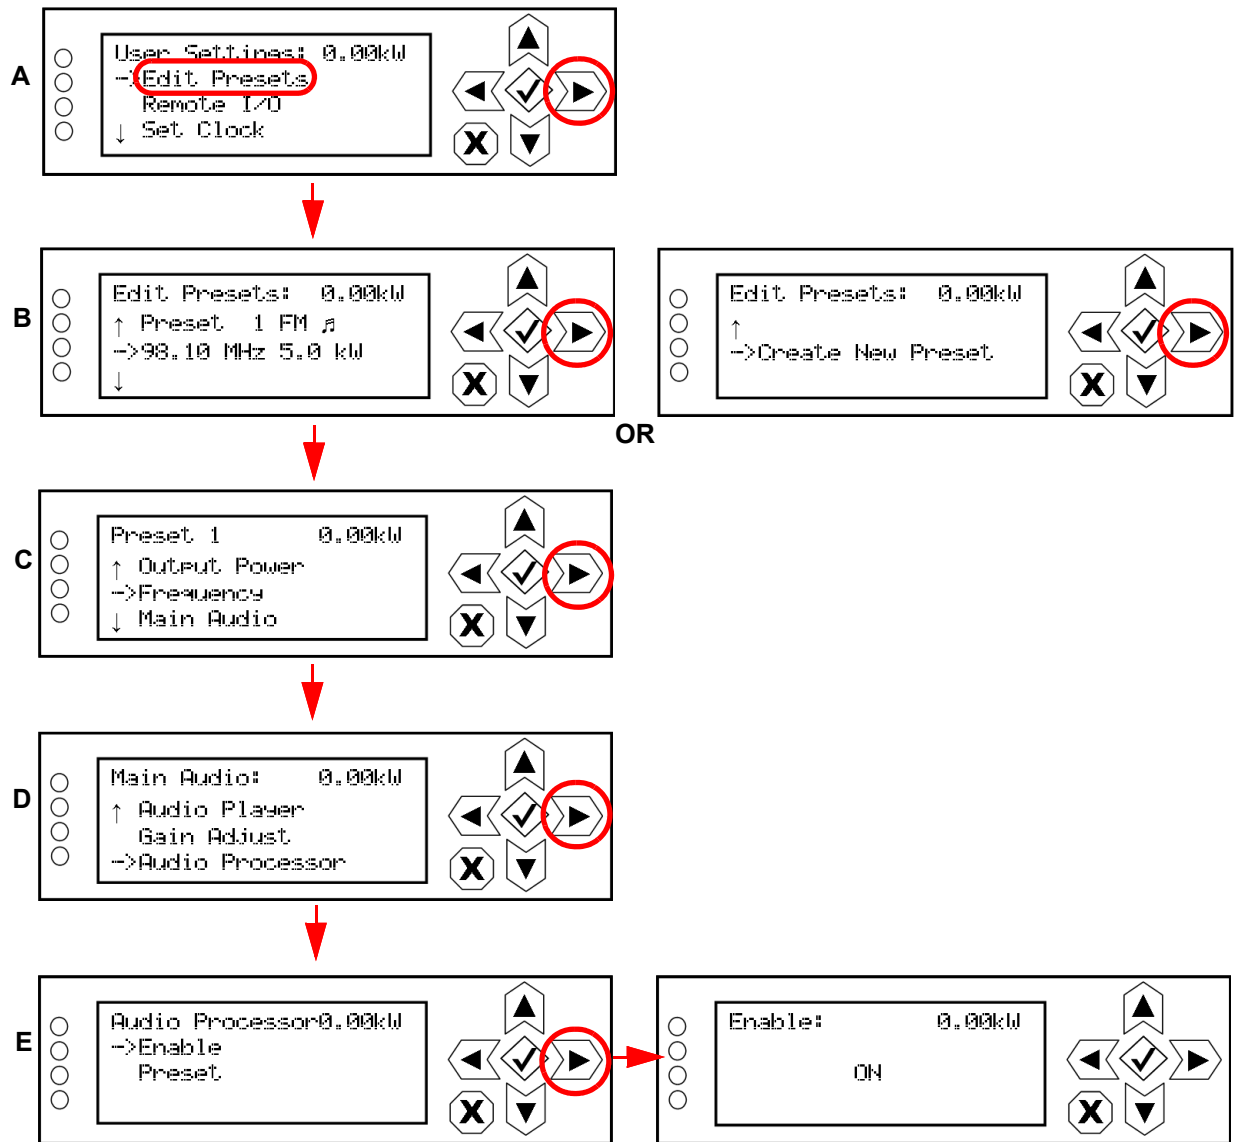 A
User Settings: 0.00kW
->Edit Presets
Remote I/O
↓ Set Clock
X
B
Edit Presets: 0.00kW
↑ Preset 1 FM ♬
->98.10 MHz 5.0 kW
↓
X
Edit Presets: 0.00kW
↑
->Create New Preset
X
OR
C
Preset 1 0.00kW
↑ Output Power
->Frequency
↓ Main Audio
X
D
Main Audio: 0.00kW
↑ Audio Player
Gain Adjust
->Audio Processor
X
E
Audio Processor0.00kW
->Enable
Preset
X
Enable: 0.00kW
ON
X